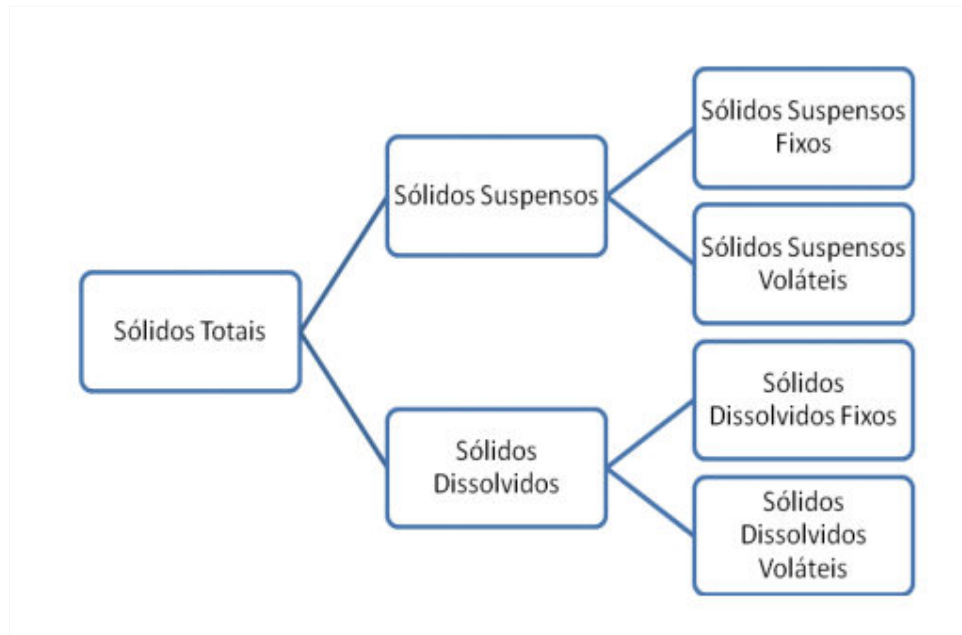 Sólidos Totais
Sólidos Suspensos
Sólidos Suspensos
Fixos
Sólidos Suspensos
Voláteis
Sólidos
Dissolvidos
Sólidos
Dissolvidos Fixos
Sólidos
Dissolvidos
Voláteis